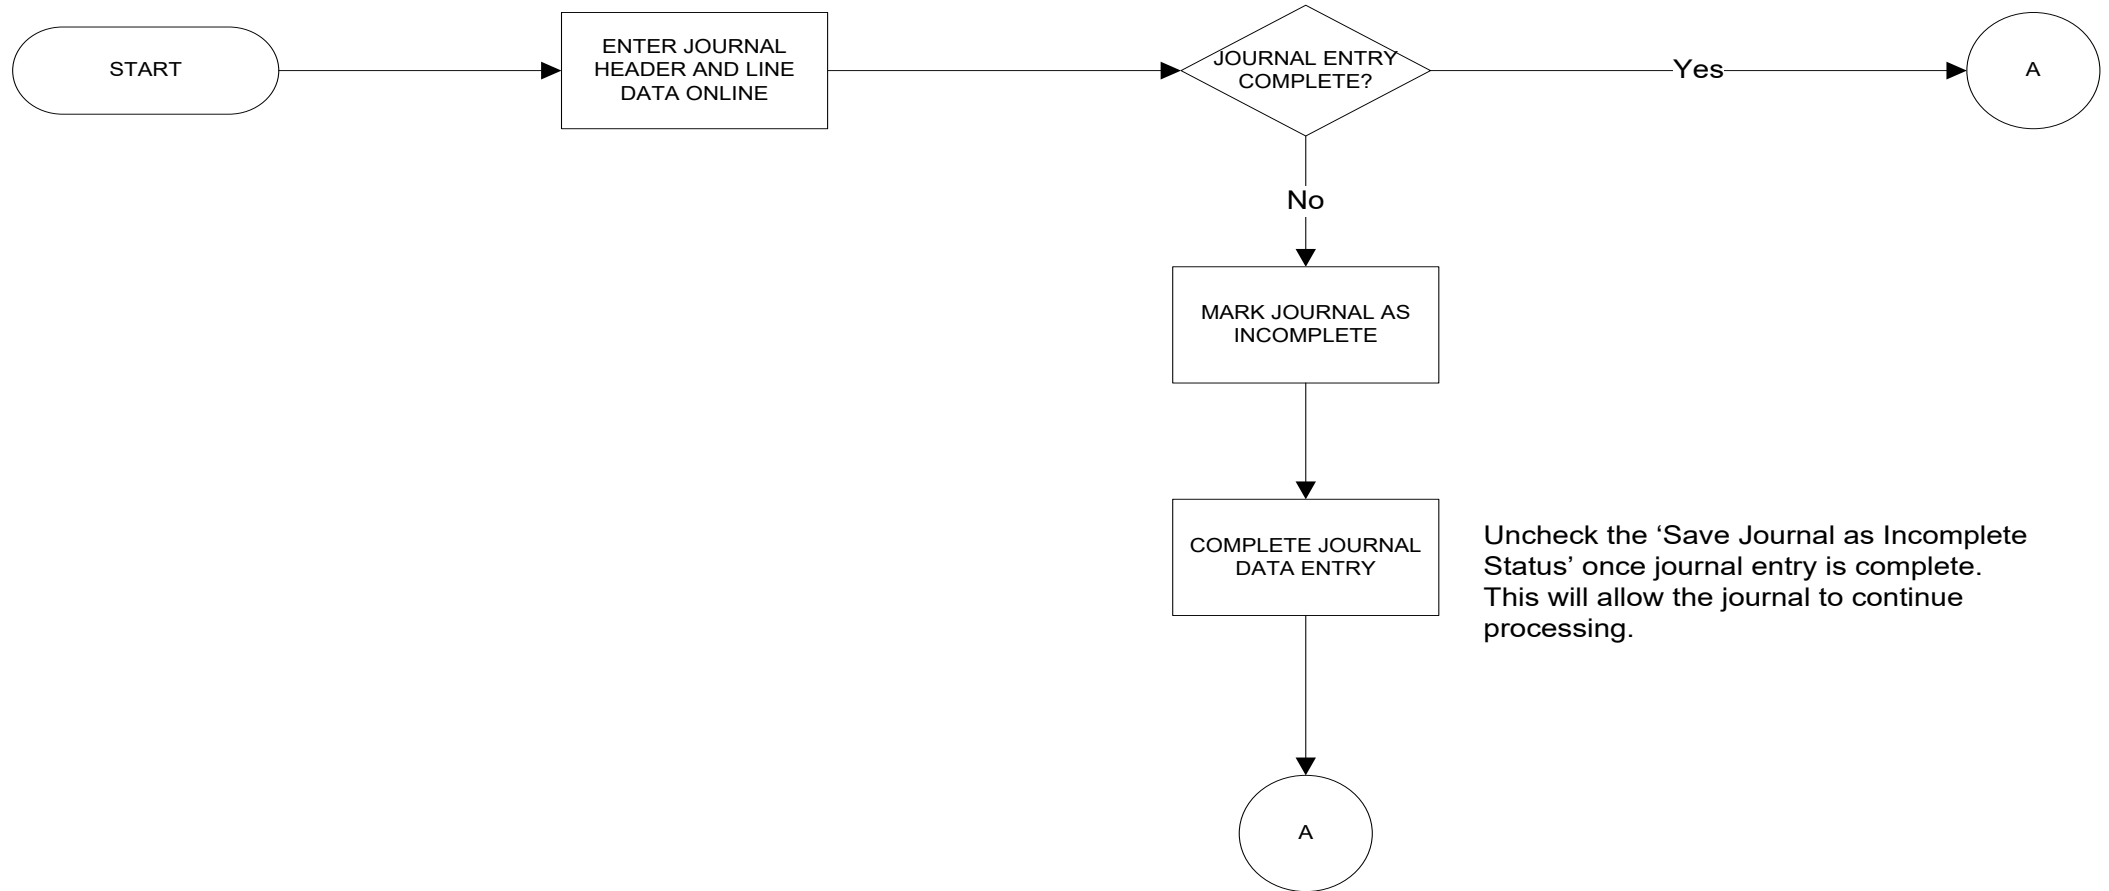 START
ENTER JOURNAL
HEADER AND LINE
DATA ONLINE
JOURNAL ENTRY
COMPLETE?
Yes
A
No
MARK JOURNAL AS
INCOMPLETE
COMPLETE JOURNAL
DATA ENTRY
Uncheck the ‘Save Journal as Incomplete
Status’ once journal entry is complete.
This will allow the journal to continue
processing.
A